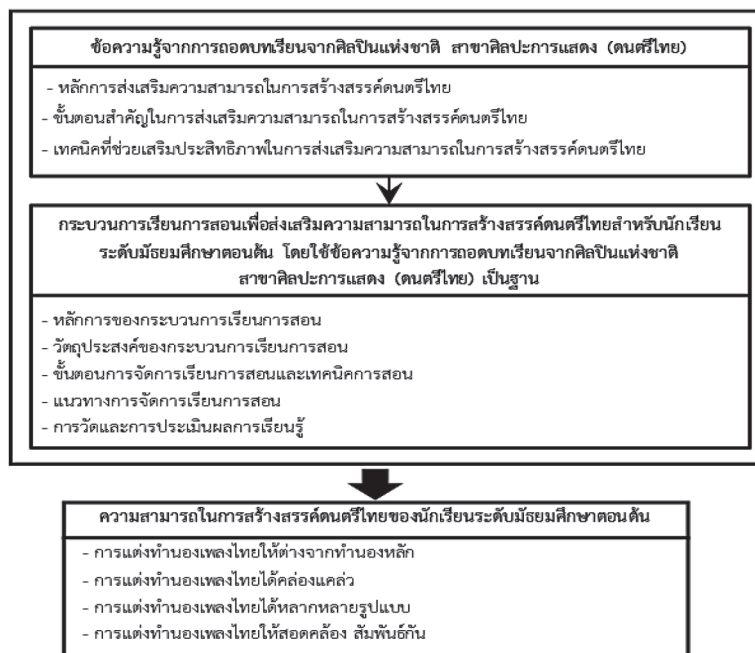 ข้อความรู้จากการถอดบทเรียนจากศิลปินแห่งชาติ สาขาศิลปะการแสดง (ดนตรีไทย)
- หลักการส่งเสริมความสามารถในการสร้างสรรค์ดนตรีไทย
- ขั้นตอนสำคัญในการส่งเสริมความสามารถในการสร้างสรรค์ดนตรีไทย
- เทคนิคที่ช่วยเสริมประสิทธิภาพในการส่งเสริมความสามารถในการสร้างสรรค์ดนตรีไทย
กระบวนการเรียนการสอนเพื่อส่งเสริมความสามารถในการสร้างสรรค์ดนตรีไทยสำหรับนักเรียน
ระดับมัธยมศึกษาตอนต้น โดยใช้ข้อความรู้จากการถอดบทเรียนจากศิลปินแห่งชาติ
สาขาศิลปะการแสดง (ดนตรีไทย) เป็นฐาน
- หลักการของกระบวนการเรียนการสอน
- วัตถุประสงค์ของกระบวนการเรียนการสอน
- ขั้นตอนการจัดการเรียนการสอนและเทคนิคการสอน
- แนวทางการจัดการเรียนการสอน
- การวัดและการประเมินผลการเรียนรู้
ความสามารถในการสร้างสรรค์ดนตรีไทยของนักเรียนระดับมัธยมศึกษาตอนต้น
- การแต่งทำนองเพลงไทยให้ต่างจากทำนองหลัก
- การแต่งทำนองเพลงไทยได้คล่องแคล่ว
- การแต่งทำนองเพลงไทยได้หลากหลายรูปแบบ
- การแต่งทำนองเพลงไทยให้สอดคล้อง สัมพันธ์กัน